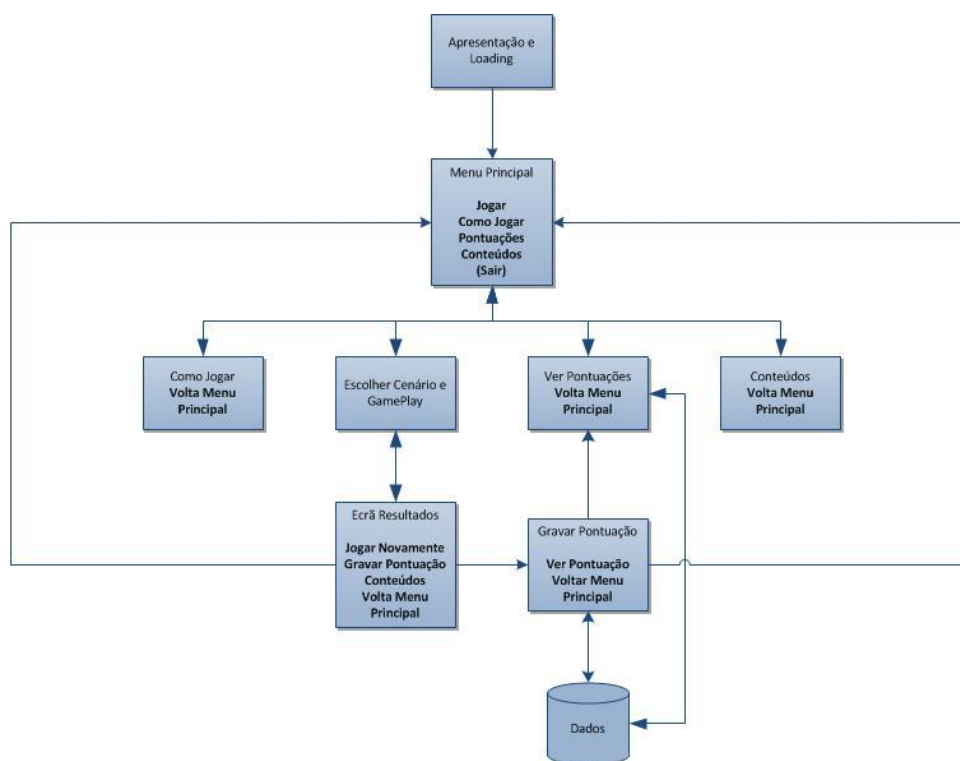 Apresentação e
Loading
Menu Principal
Jogar
Como Jogar
Pontuações
Conteúdos
(Sair)
Como Jogar
Volta Menu
Principal
Escolher Cenário e
GamePlay
Ver Pontuações
Volta Menu
Principal
Conteúdos
Volta Menu
Principal
Ecrã Resultados
Jogar Novamente
Gravar Pontuação
Conteúdos
Volta Menu
Principal
Gravar Pontuação
Ver Pontuação
Voltar Menu
Principal
Dados